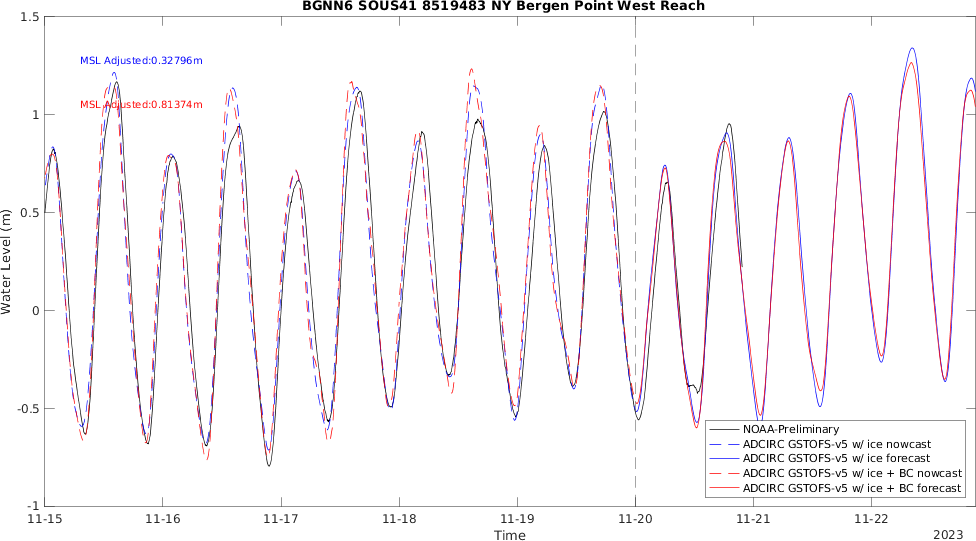 BGNN6 SOUS41 8519483 NY Bergen Point West Reach
1.5
MSL Adjusted:0.32796m
MSL Adjusted:0.81374m
1
0.5
0
-0.5
-1
Water Level (m)
NOAA-Preliminary
ADCIRC GSTOFS-v5 w/ ice nowcast
ADCIRC GSTOFS-v5 w/ ice forecast
ADCIRC GSTOFS-v5 w/ ice + BC nowcast
ADCIRC GSTOFS-v5 w/ ice + BC forecast
11-15 11-16 11-17 11-18 11-19 11-20 11-21 11-22
Time
2023